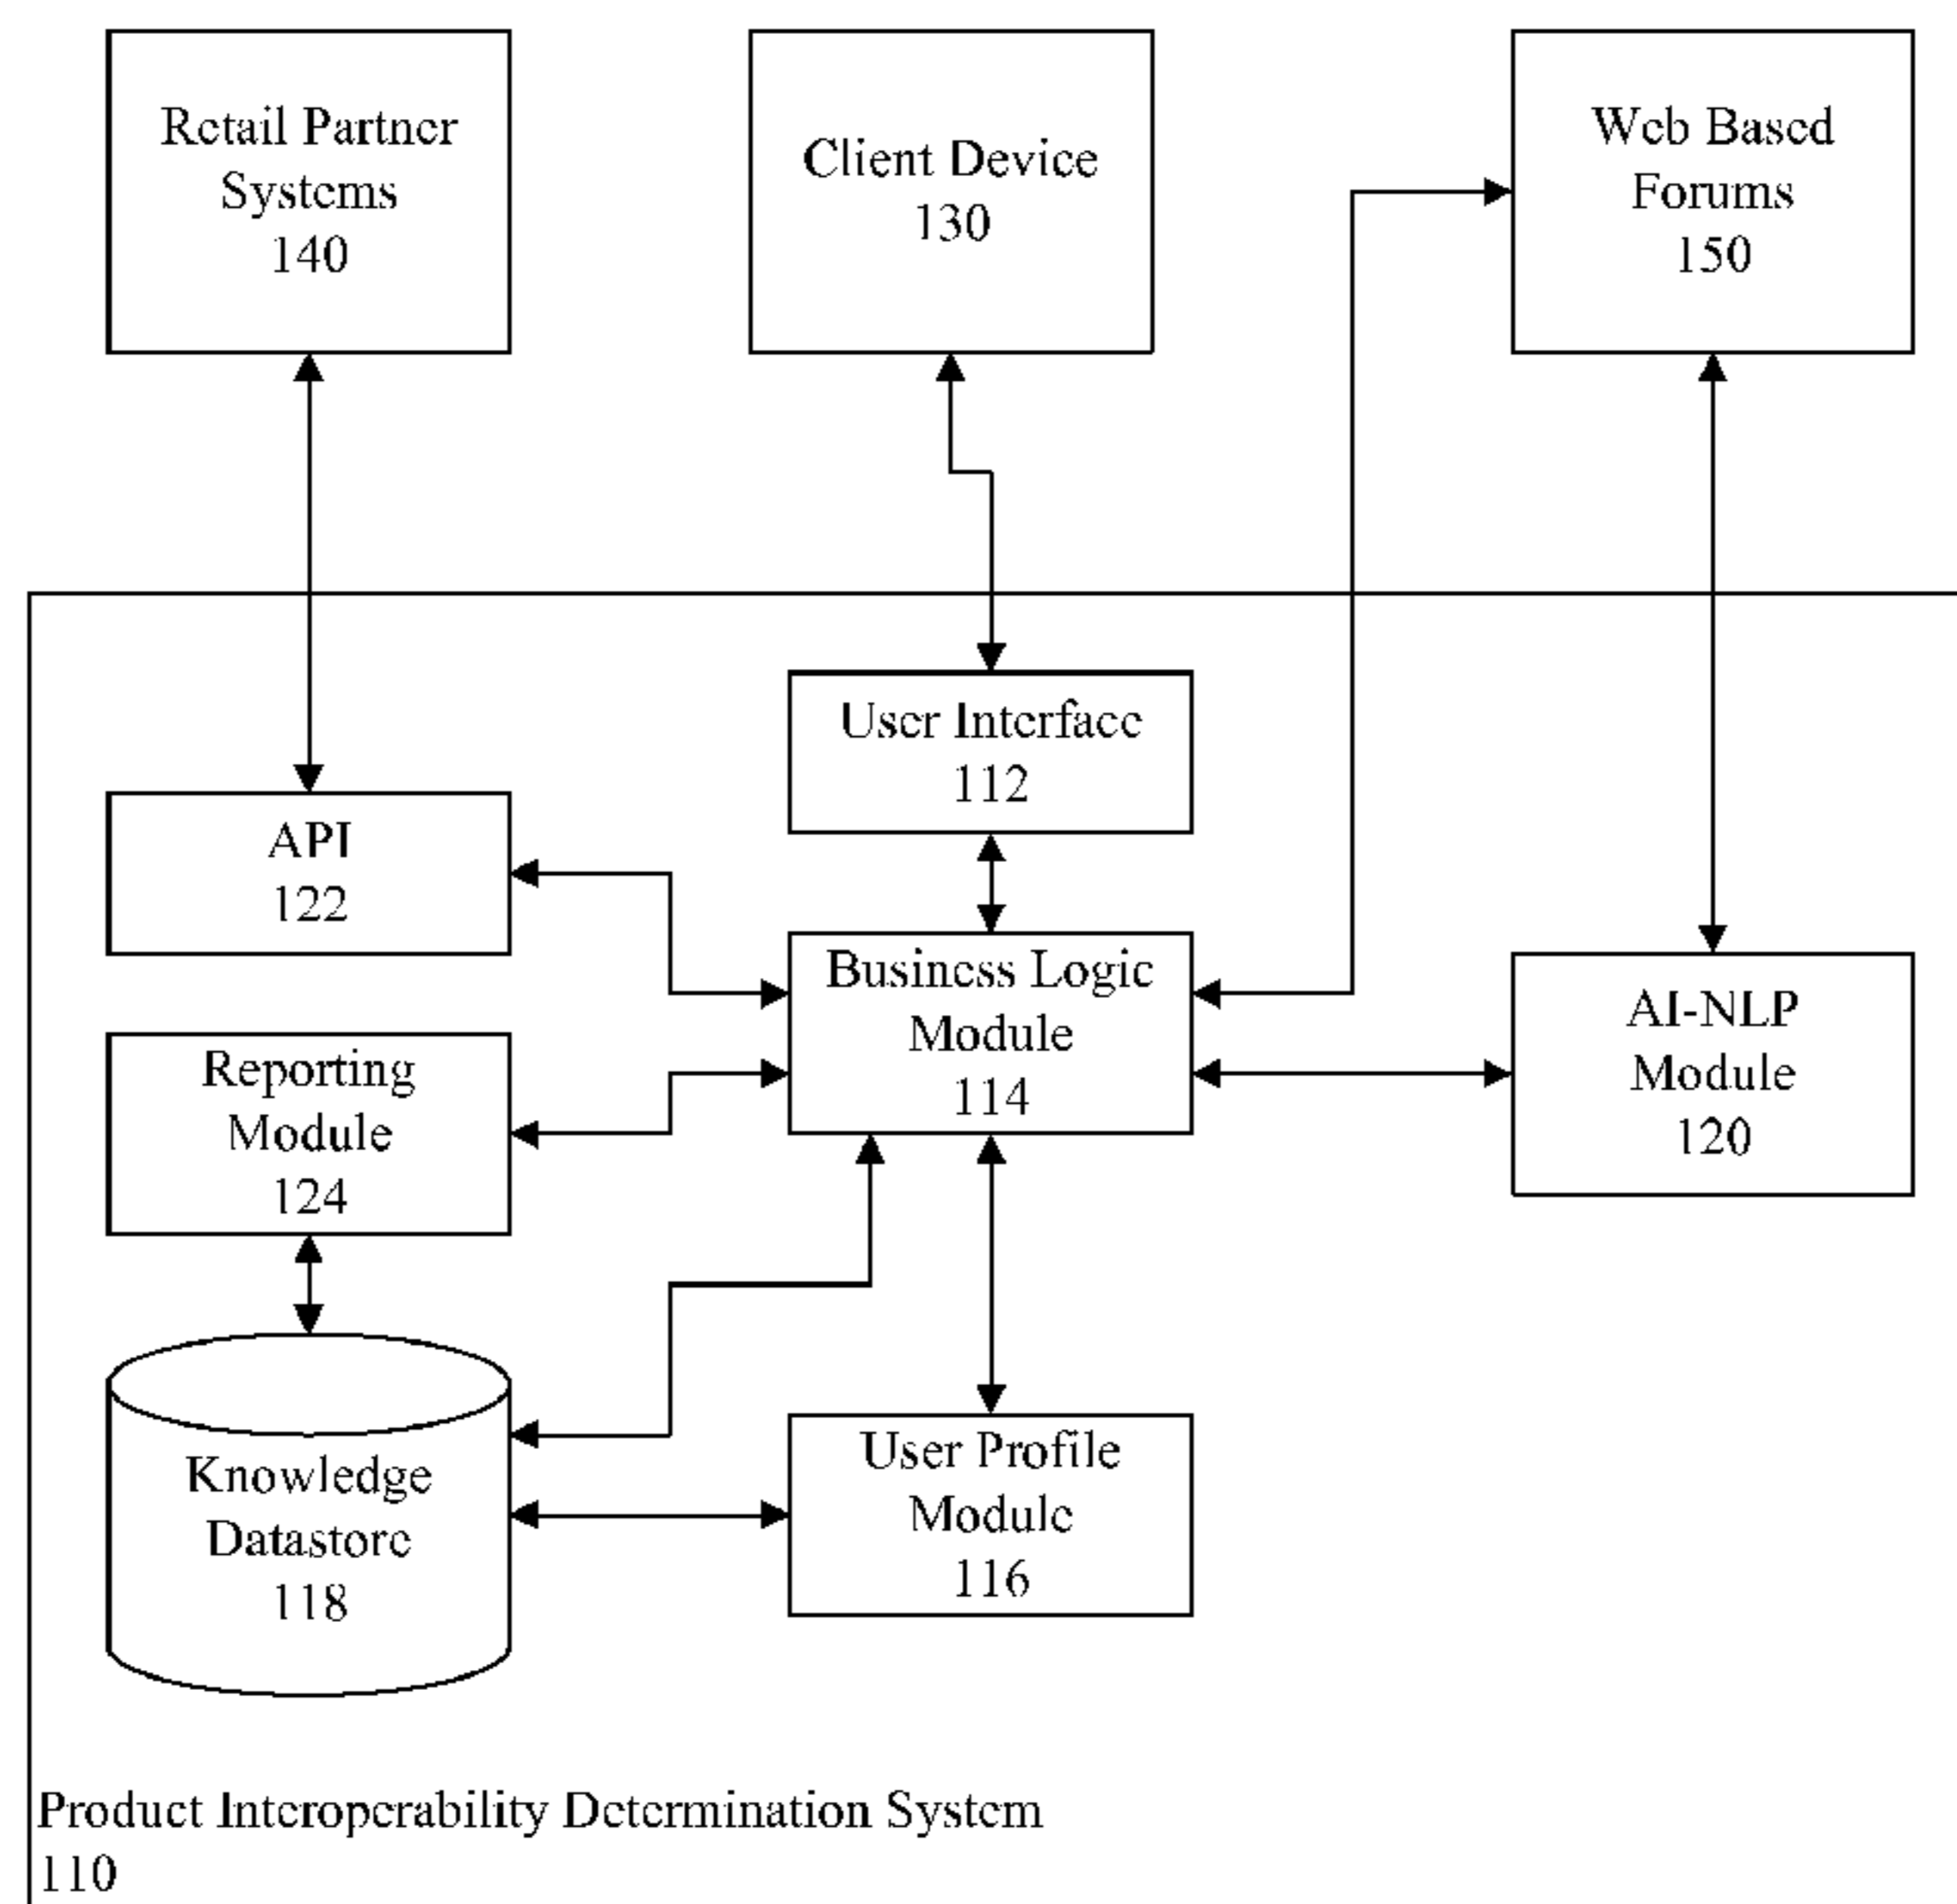 Retail Partner
Systems
140
Client Device
130
Web Based
Forums
150
User Interface
112
API
122
Business Logic
Module
114
AI-NLP
Module
120
Reporting
Module
124
Knowledge
Datastore
118
User Profile
Module
116
Product Interoperability Determination System
110